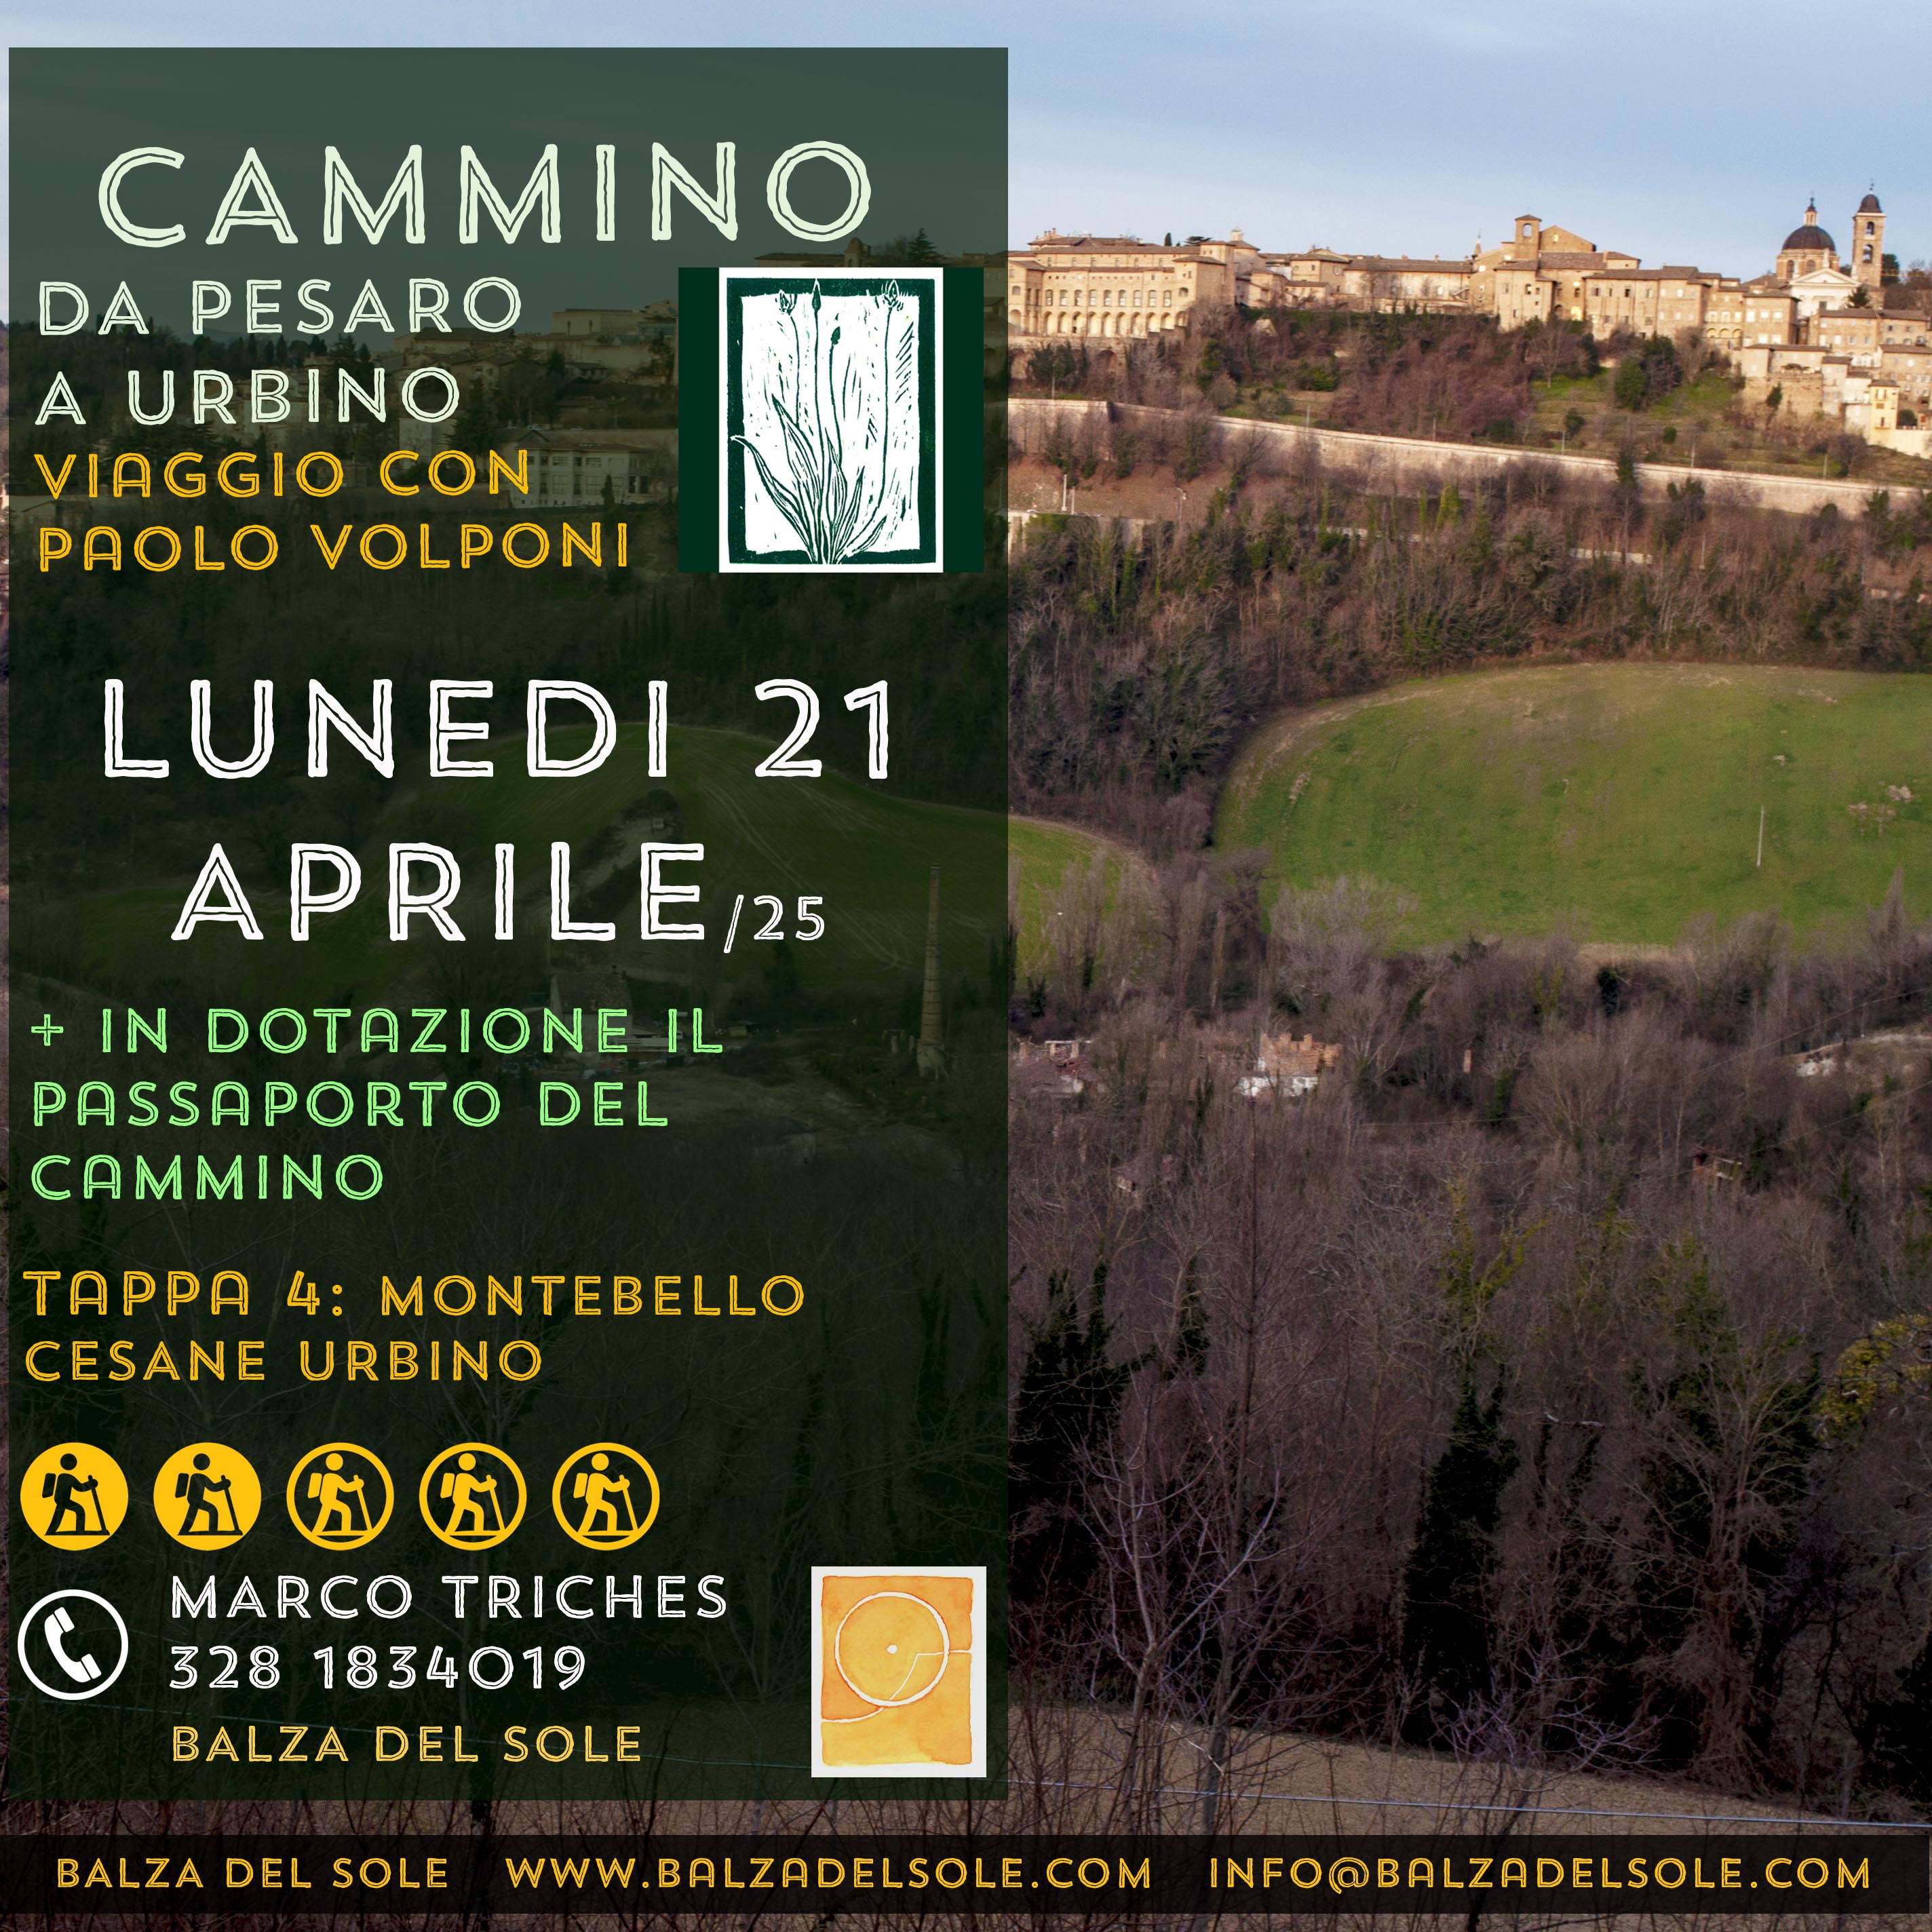 CAMMINO
DA PESARO
A URBINO
VIAGGIO CON
PAOLO VOLPONI
LUNEDI 21
APRILE/25
+ IN DOTAZIONE IL
PASSAPORTO DEL
CAMMINO
TAPPA 4: MONTEBELLO
CESANE URBINO
MARCO TRICHES
328 1834019
BALZA DEL SOLE
BALZA DEL SOLE WWW.BALZADELSOLE.COM INFO@BALZADELSOLE.COM